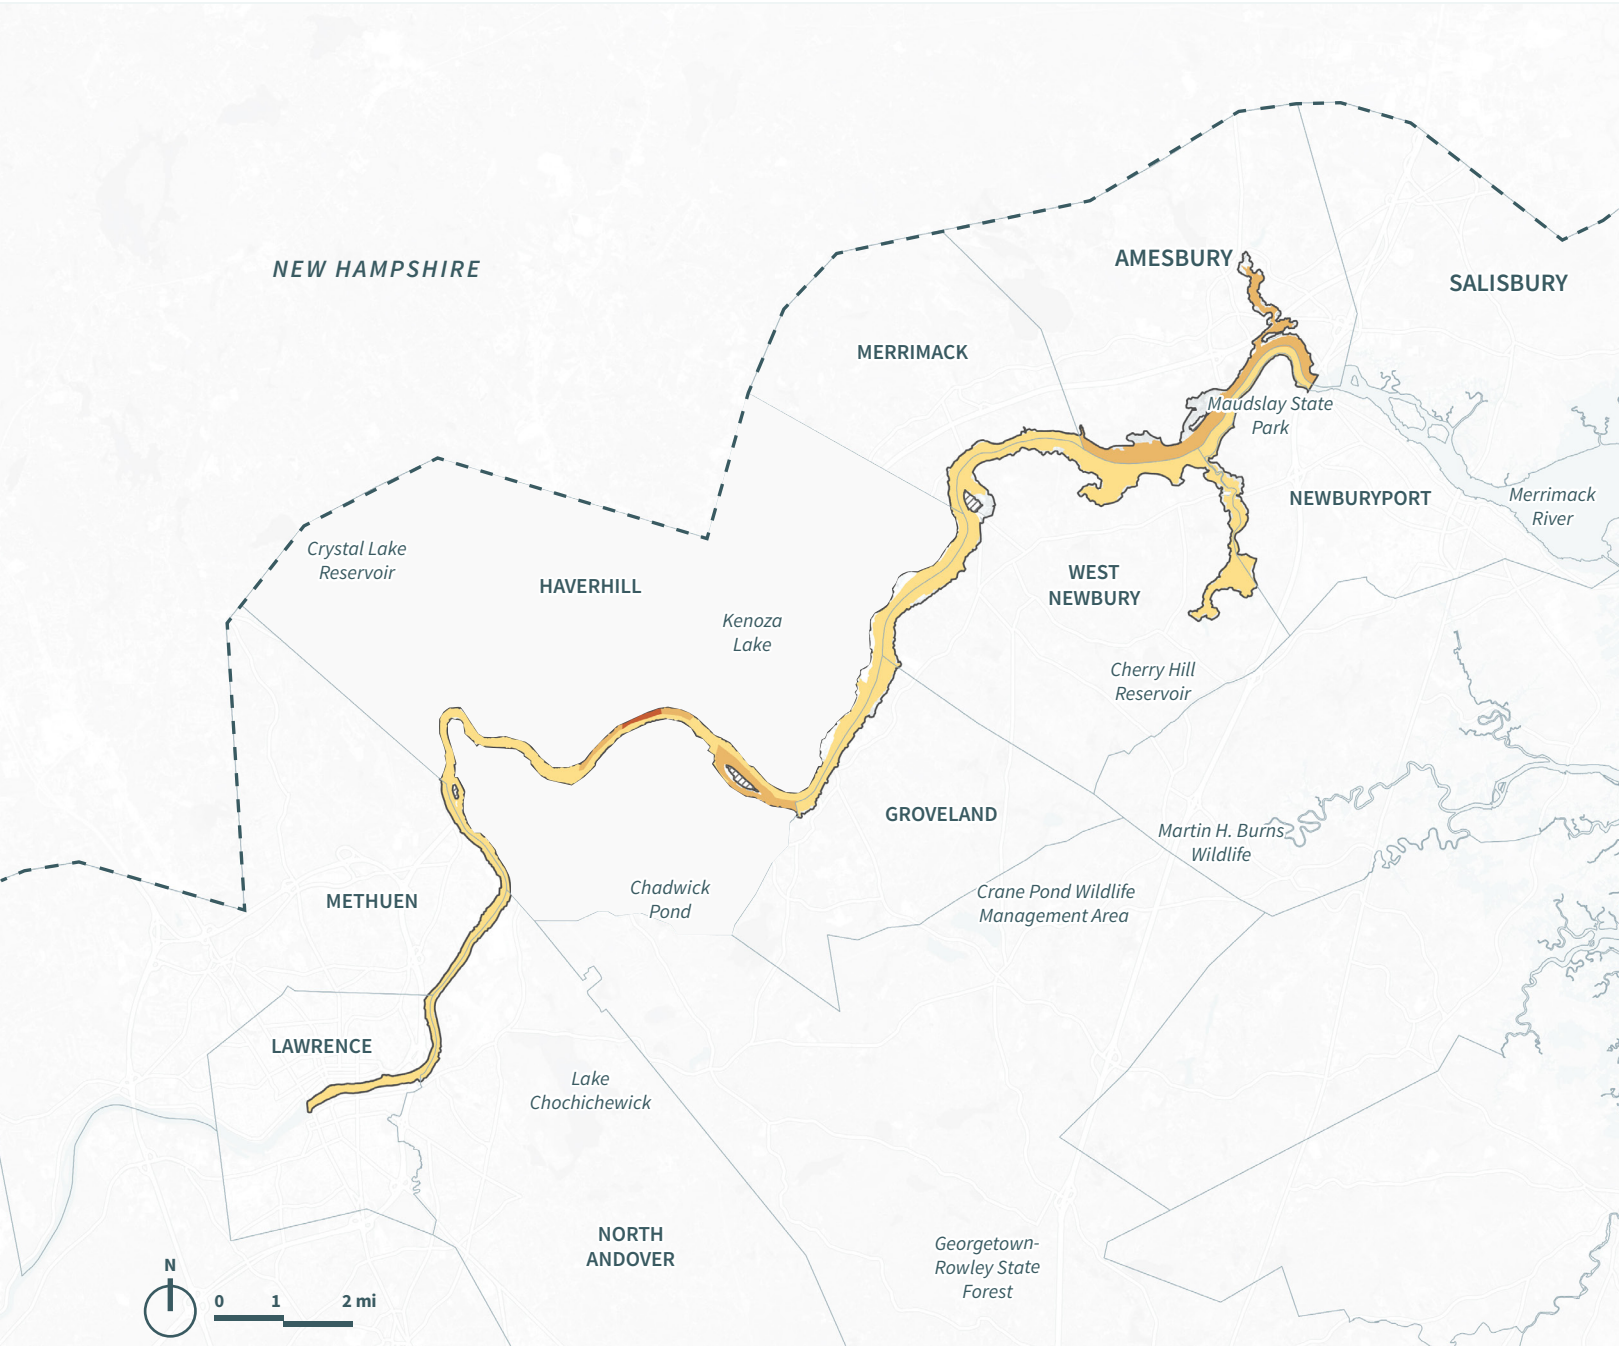 NEW HAMPSHIRE
AMESBURY
SALISBURY
MERRIMACK
Maudslay State
Park
NEWBURYPORT
Merrimack
River
Crystal Lake
Reservoir
HAVERHILL
WEST
NEWBURY
Kenoza
Lake
Cherry Hill
Reservoir
GROVELAND
Martin H. Burns
Wildlife
METHUEN
Chadwick
Pond
Crane Pond Wildlife
Management Area
LAWRENCE
Lake
Chochichewick
NORTH
ANDOVER
Georgetown-
Rowley State
Forest
N
0 1 2 mi